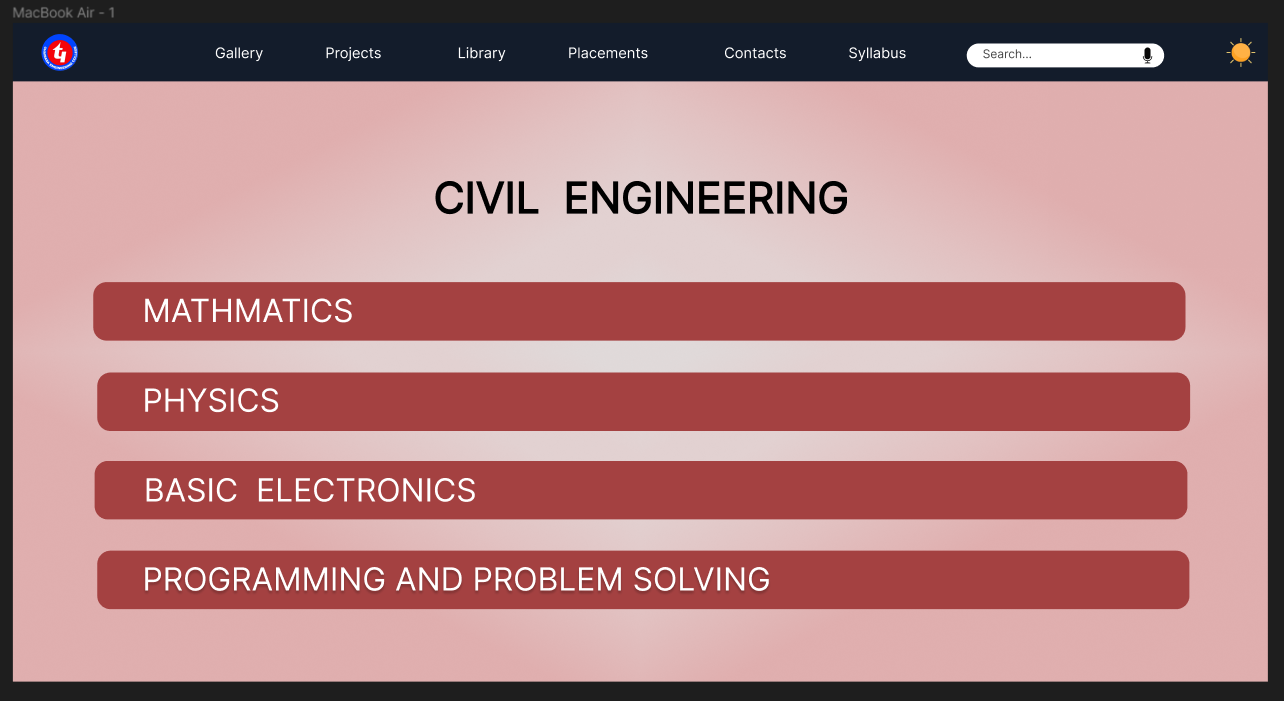 MacBook Air - 1
Gallery Projects Library Placements Contacts Syllabus Search...
CIVIL ENGINEERING
MATHMATICS
PHYSICS
BASIC ELECTRONICS
PROGRAMMING AND PROBLEM SOLVING